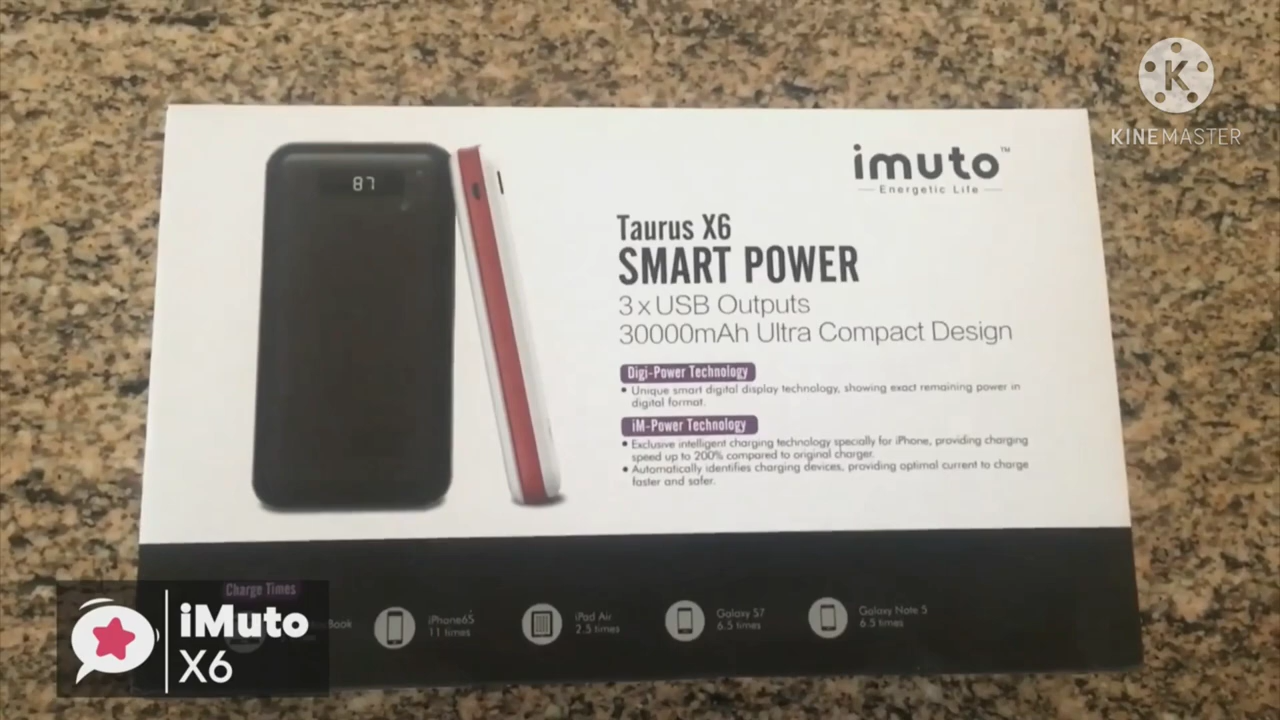 KINEMASTER
imuto™
Energetic Life
87
Taurus X6
SMART POWER
3 x USB Outputs
30000mAh Ultra Compact Design
Digi-Power Technology
• Unique smart digital display technology, showing exact remaining power in
digital format.
iM-Power Technology
• Exclusive intelligent charging technology specially for iPhone, providing charging
speed up to 200% compared to original charger.
• Automatically identifies charging devices, providing optimal current to charge
faster and safer.
Charge Times
Book
iPhone6S
11 times
iPad Air
2.5 times
Galaxy S7
6.5 times
Galaxy Note 5
6.5 times
iMuto
X6